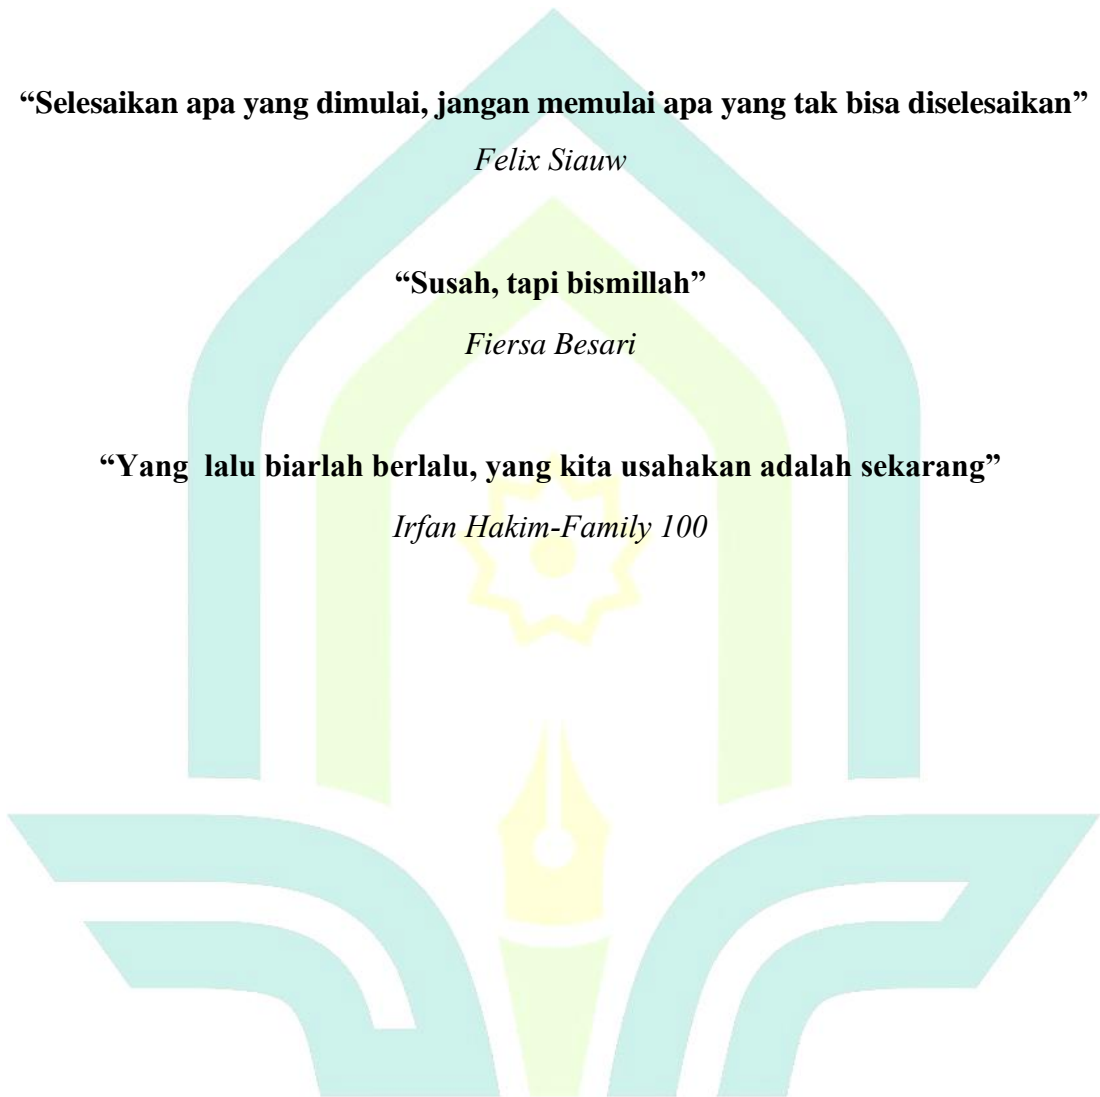 “Selesaikan apa yang dimulai, jangan memulai apa yang tak bisa diselesaikan”
Felix Siauw
“Susah, tapi bismillah”
Fiersa Besari
“Yang  lalu biarlah berlalu, yang kita usahakan adalah sekarang”
Irfan Hakim-Family 100